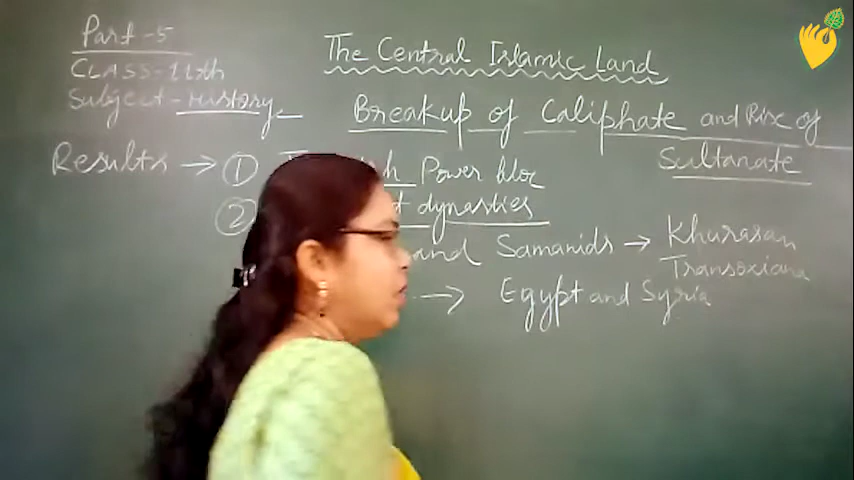 Part-5
CLASS-11th
Subject-History
The Central Islamic Land
Breakup of Caliphate and Rise of
Sultanate
Results → ① Power bloc
② dynasties
and Samanids → Khurasan
Transoxiana
→ Egypt and Syria